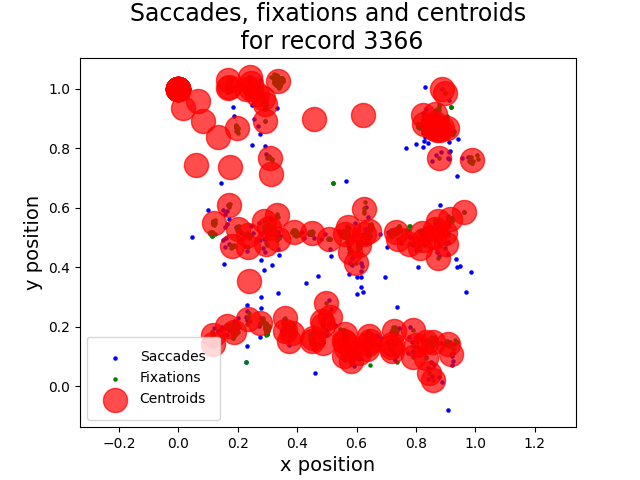 Saccades, fixations and centroids
for record 3366
y position
1.0
0.8
0.6
0.4
0.2
0.0
Saccades
Fixations
Centroids
−0.2 0.0 0.2 0.4 0.6 0.8 1.0 1.2
x position